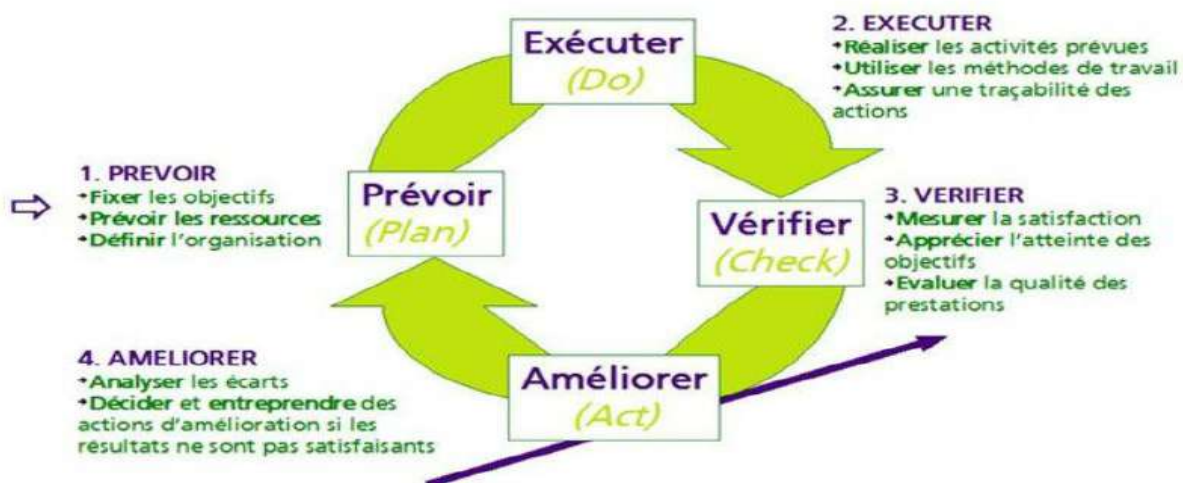 Exécuter
(Do)
2. EXECUTER
➔Réaliser les activités prévues
➔Utiliser les méthodes de travail
➔Assurer une traçabilité des
actions
1. PREVOIR
➔Fixer les objectifs
➔Prévoir les ressources
➔Définir l'organisation
Prévoir
(Plan)
Vérifier
(Check)
3. VERIFIER
➔Mesurer la satisfaction
➔Apprécier l'atteinte des
objectifs
➔Evaluer la qualité des
prestations
4. AMELIORER
➔Analyser les écarts
➔Décider et entreprendre des
actions d'amélioration si les
résultats ne sont pas satisfaisants
Améliorer
(Act)